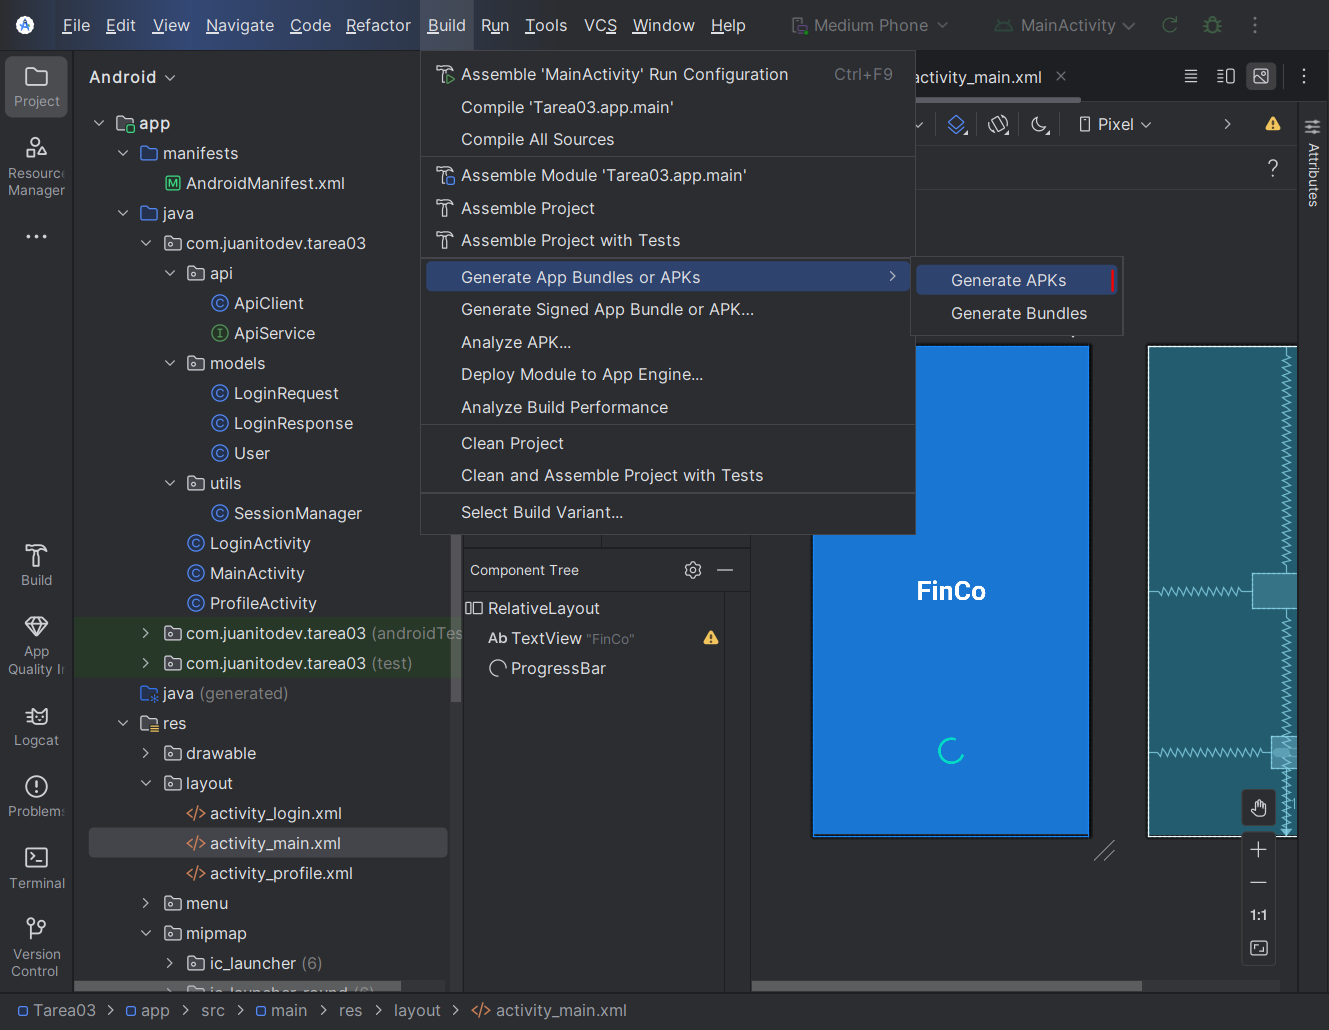 File Edit View Navigate Code Refactor Build Run Tools VCS Window Help Medium Phone MainActivity
Project
Resource
Manager
Build
App
Quality
Logcat
Problems
Terminal
Version
Control
Android
app
manifests
AndroidManifest.xml
java
com.juanitodev.tarea03
api
ApiClient
ApiService
models
LoginRequest
LoginResponse
User
utils
SessionManager
LoginActivity
MainActivity
ProfileActivity
com.juanitodev.tarea03 (androidTes
com.juanitodev.tarea03 (test)
java (generated)
res
drawable
layout
activity_login.xml
activity_main.xml
activity_profile.xml
menu
mipmap
ic_launcher (6)
ic_launcher_round (6)
Assemble 'MainActivity' Run Configuration Ctrl+F9
Compile 'Tarea03.app.main'
Compile All Sources
Assemble Module 'Tarea03.app.main'
Assemble Project
Assemble Project with Tests
Generate App Bundles or APKs
Generate Signed App Bundle or APK...
Analyze APK...
Deploy Module to App Engine...
Analyze Build Performance
Clean Project
Clean and Assemble Project with Tests
Select Build Variant...
Generate APKs
Generate Bundles
activity_main.xml
Pixel
?
Attributes
Component Tree
RelativeLayout
Ab TextView "FinCo"
ProgressBar
FinCo
1:1
Tarea03 > app > src > main > res > layout > activity_main.xml